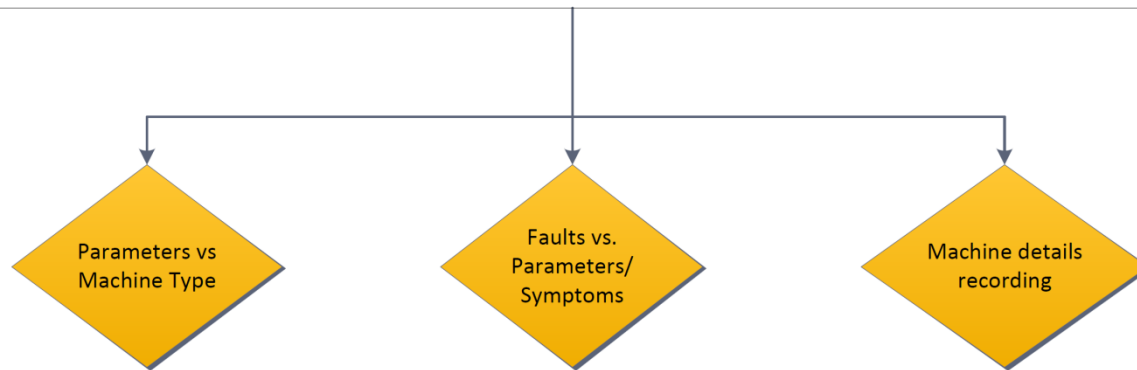 Parameters vs
Machine Type
Faults vs.
Parameters/
Symptoms
Machine details
recording